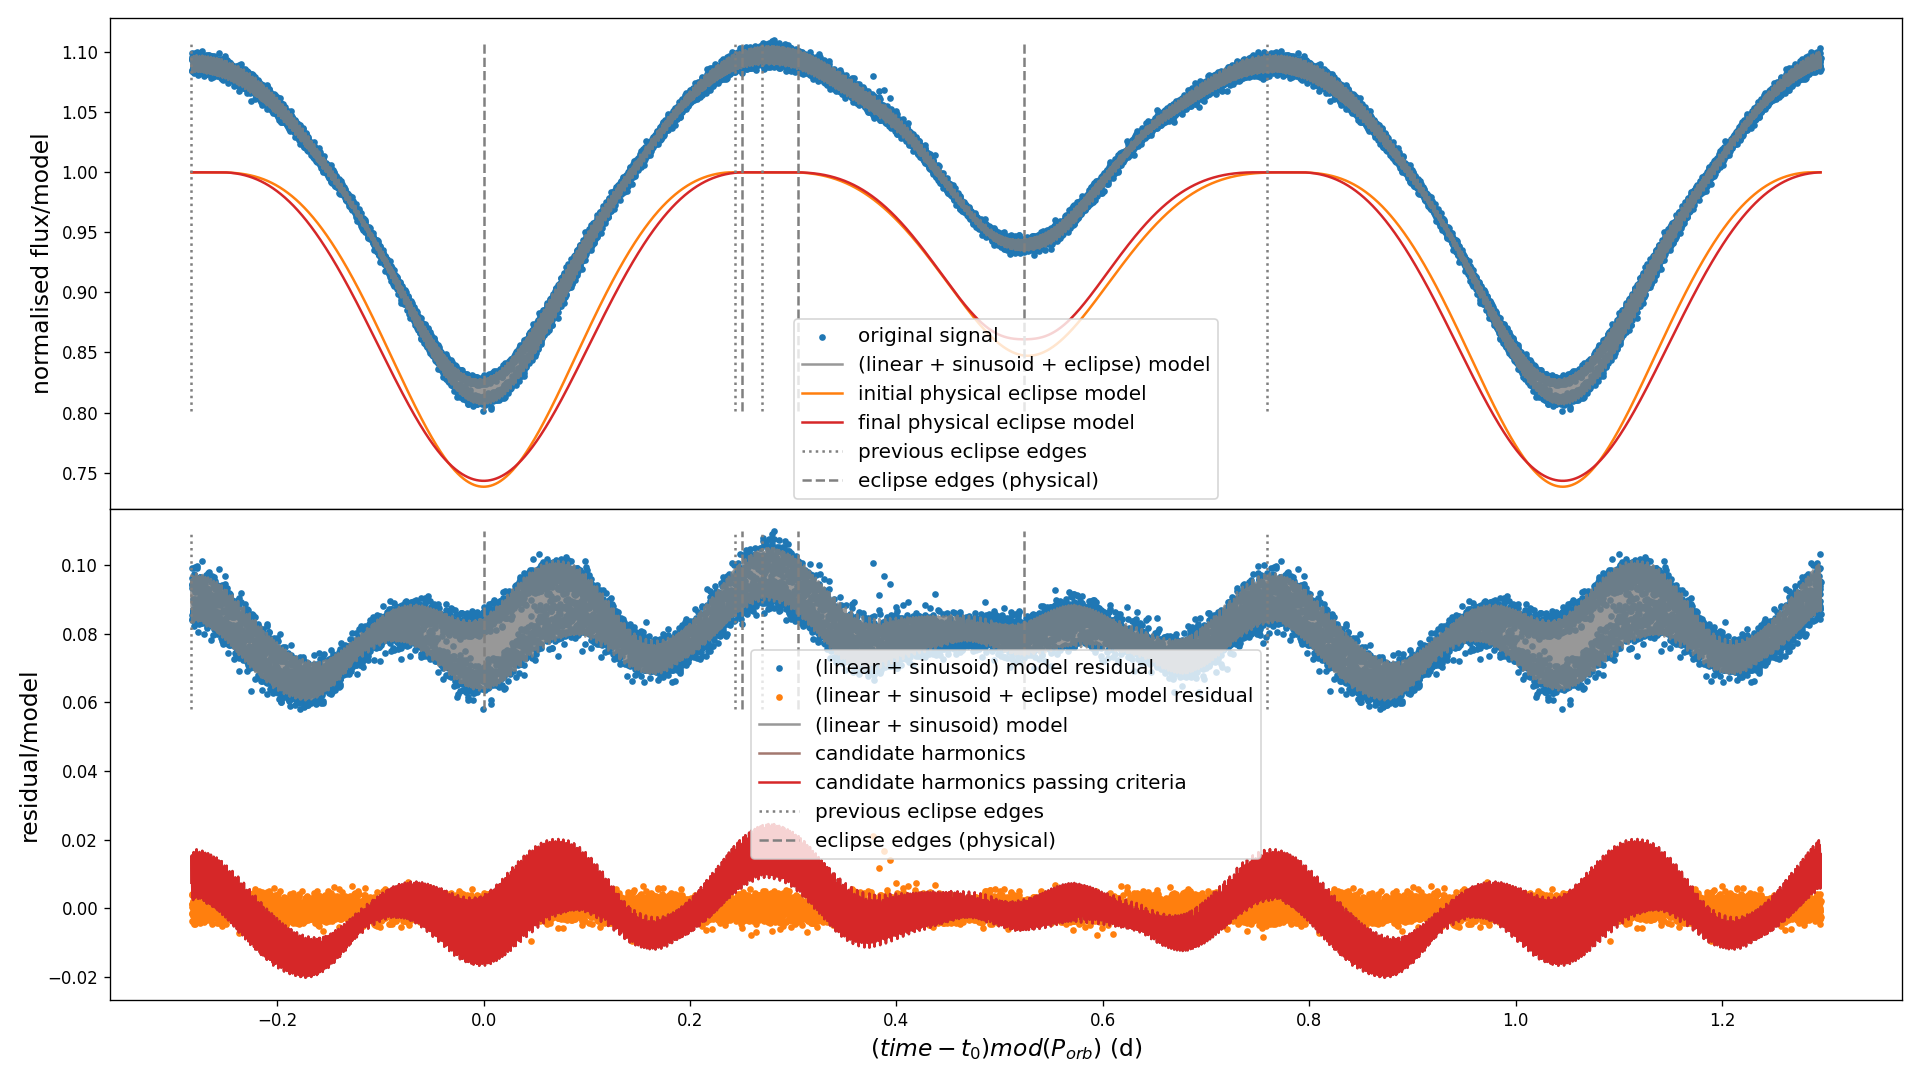 1.10
1.05
1.00
0.95
0.90
0.85
0.80
0.75
normalised flux/model
original signal
(linear + sinusoid + eclipse) model
initial physical eclipse model
final physical eclipse model
previous eclipse edges
eclipse edges (physical)
0.10
0.08
0.06
0.04
0.02
0.00
−0.02
residual/model
(linear + sinusoid) model residual
(linear + sinusoid + eclipse) model residual
(linear + sinusoid) model
candidate harmonics
candidate harmonics passing criteria
previous eclipse edges
eclipse edges (physical)
−0.2 0.0 0.2 0.4 0.6 0.8 1.0 1.2
(time − t₀)mod(P_orb) (d)